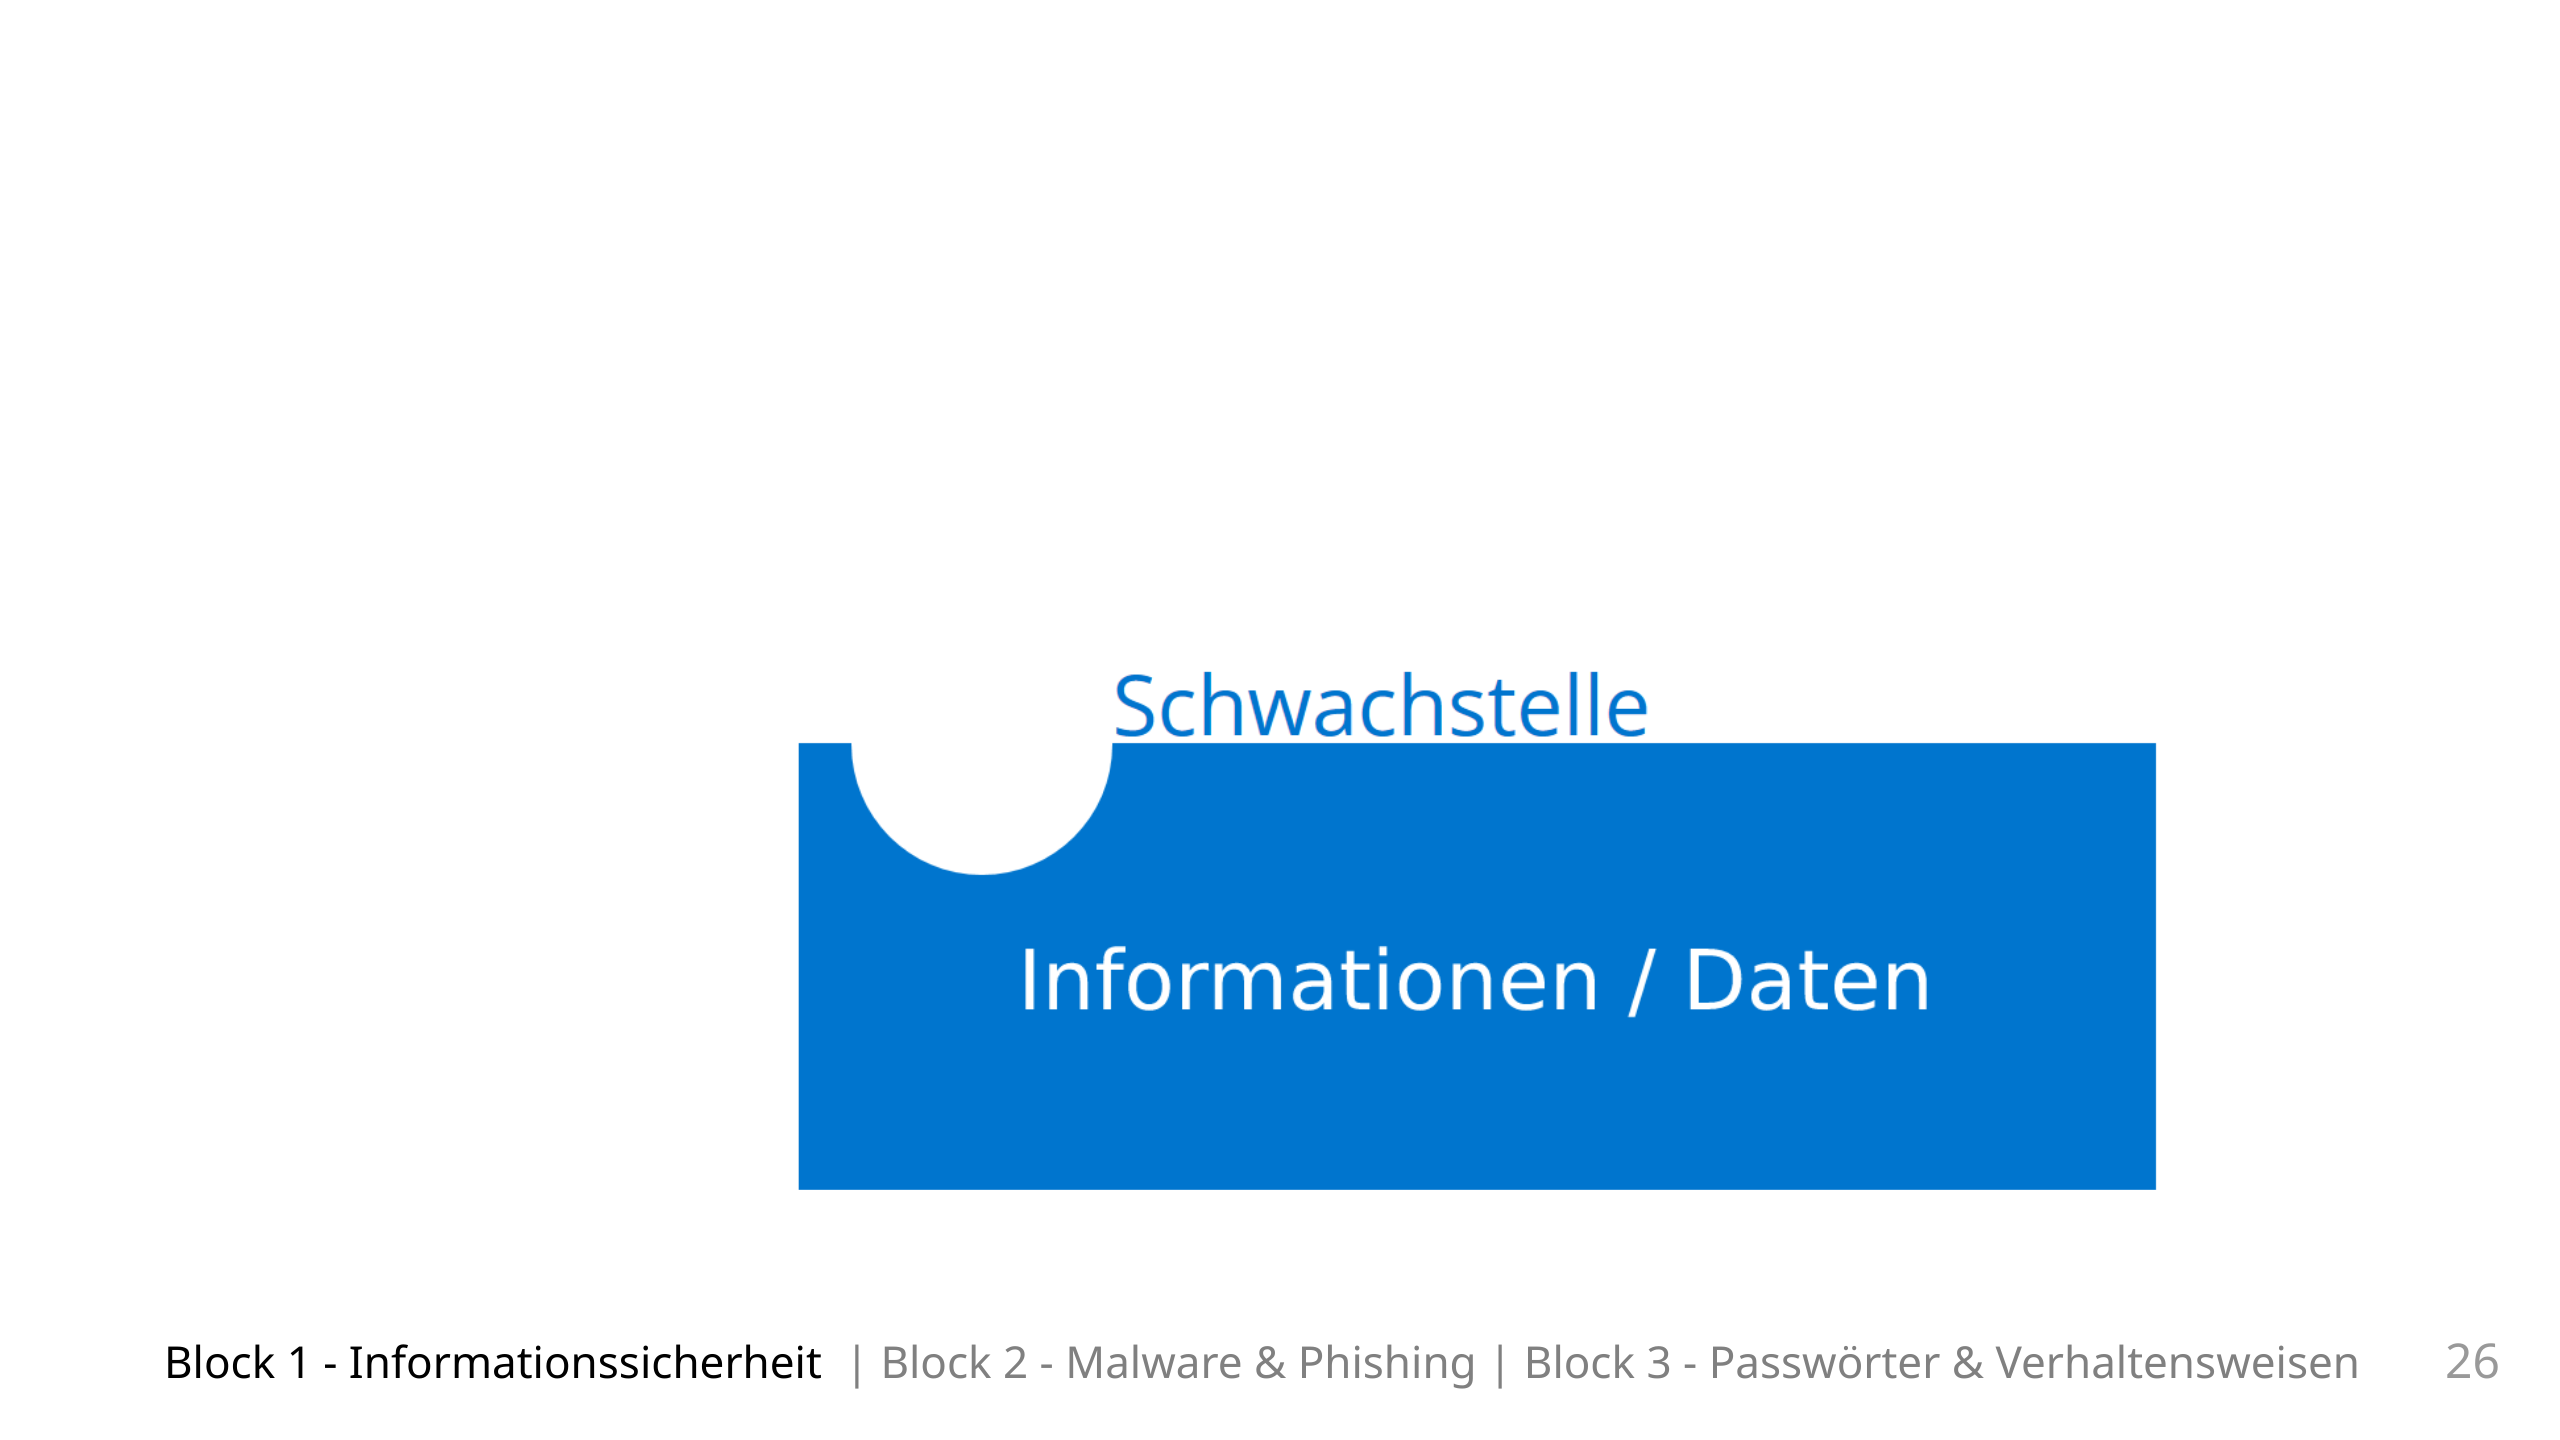 Schwachstelle
Informationen / Daten
Block 1 - Informationssicherheit | Block 2 - Malware & Phishing | Block 3 - Passwörter & Verhaltensweisen 26